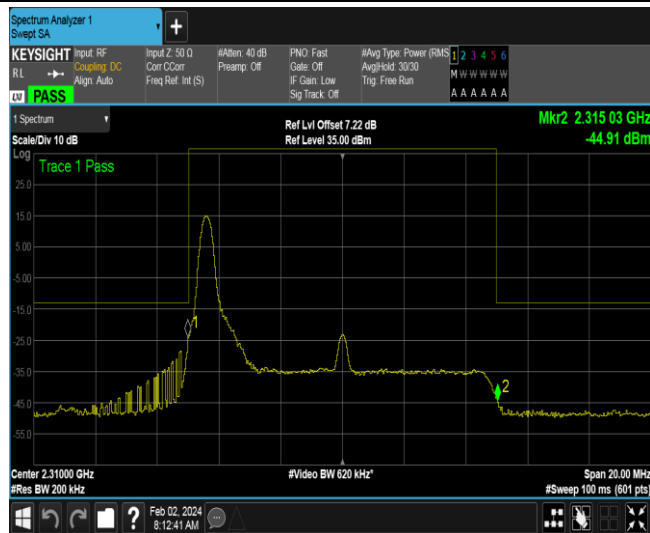 Spectrum Analyzer 1
Swept SA
+
KEYSIGHT
RL
Input: RF
Coupling: DC
Align: Auto
Input Z: 50 Ω
Corr CCorr
Freq Ref: Int (S)
#Atten: 40 dB
Preamp: Off
PNO: Fast
Gate: Off
IF Gain: Low
Sig Track: Off
#Avg Type: Power (RMS
Avg|Hold: 30/30
Trig: Free Run
1 2 3 4 5 6
M W W W W W
A A A A A A
LXI PASS
1 Spectrum
Scale/Div 10 dB
Ref Lvl Offset 7.22 dB
Ref Level 35.00 dBm
Mkr2 2.315 03 GHz
-44.91 dBm
Log
Trace 1 Pass
25.0
15.0
5.00
-5.00
-15.0
1
-25.0
-35.0
2
-45.0
-55.0
Center 2.31000 GHz
#Res BW 200 kHz
#Video BW 620 kHz*
Span 20.00 MHz
#Sweep 100 ms (601 pts)
?
Feb 02, 2024
8:12:41 AM